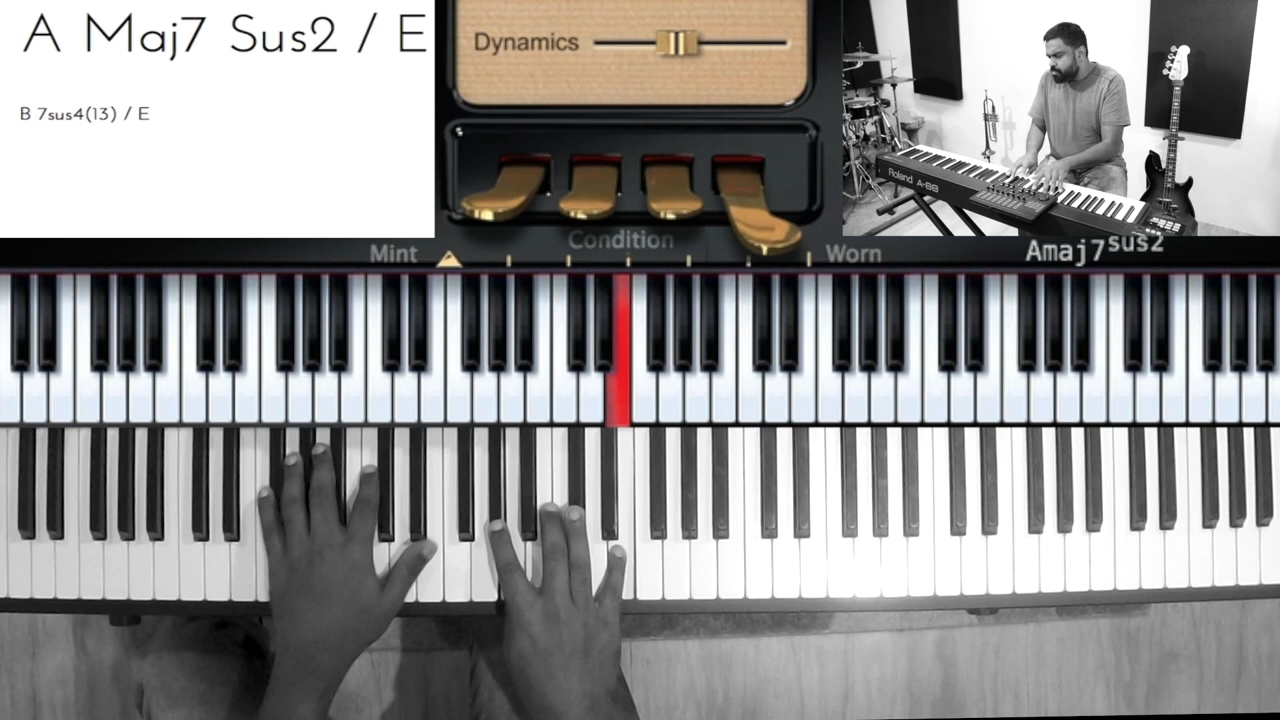 A Maj7 Sus2 / E
B 7sus4(13) / E
Dynamics
Roland A-88
Mint
Condition
Worn
Amaj7sus2